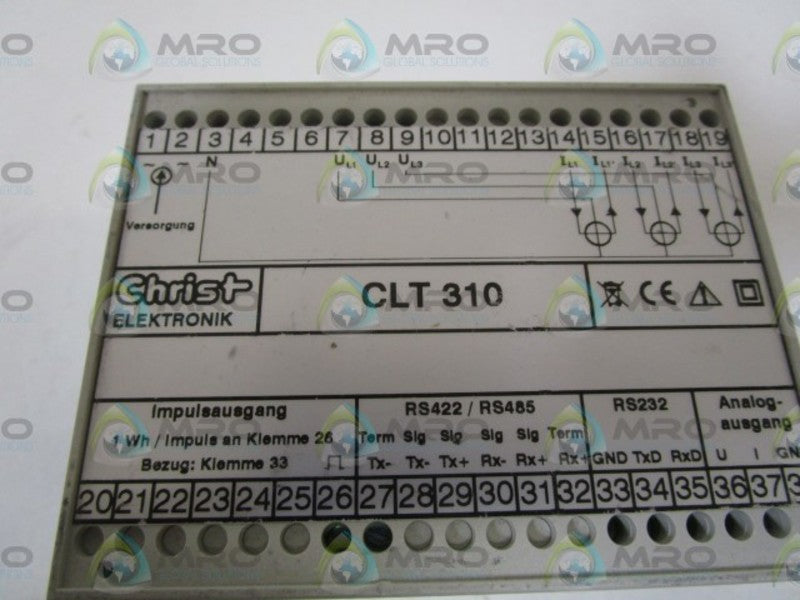 1 2 3 4 5 6 7 8 9 10 11 12 13 14 15 16 17 18 19
~ ~ N UL1 UL2 UL3 IL1 IL1' IL2 IL2' IL3 IL3'
Versorgung
Christ
ELEKTRONIK
CLT 310
CE
Impulsausgang
1 Wh / Impuls an Klemme 26
Bezug: Klemme 33
RS422 / RS485
Term Sig Sig Sig Sig Term
Tx- Tx- Tx+ Rx- Rx+ Rx+
RS232
GND TxD RxD
Analog-
ausgang
U I GN
20 21 22 23 24 25 26 27 28 29 30 31 32 33 34 35 36 37
MRO
GLOBAL SOLUTIONS